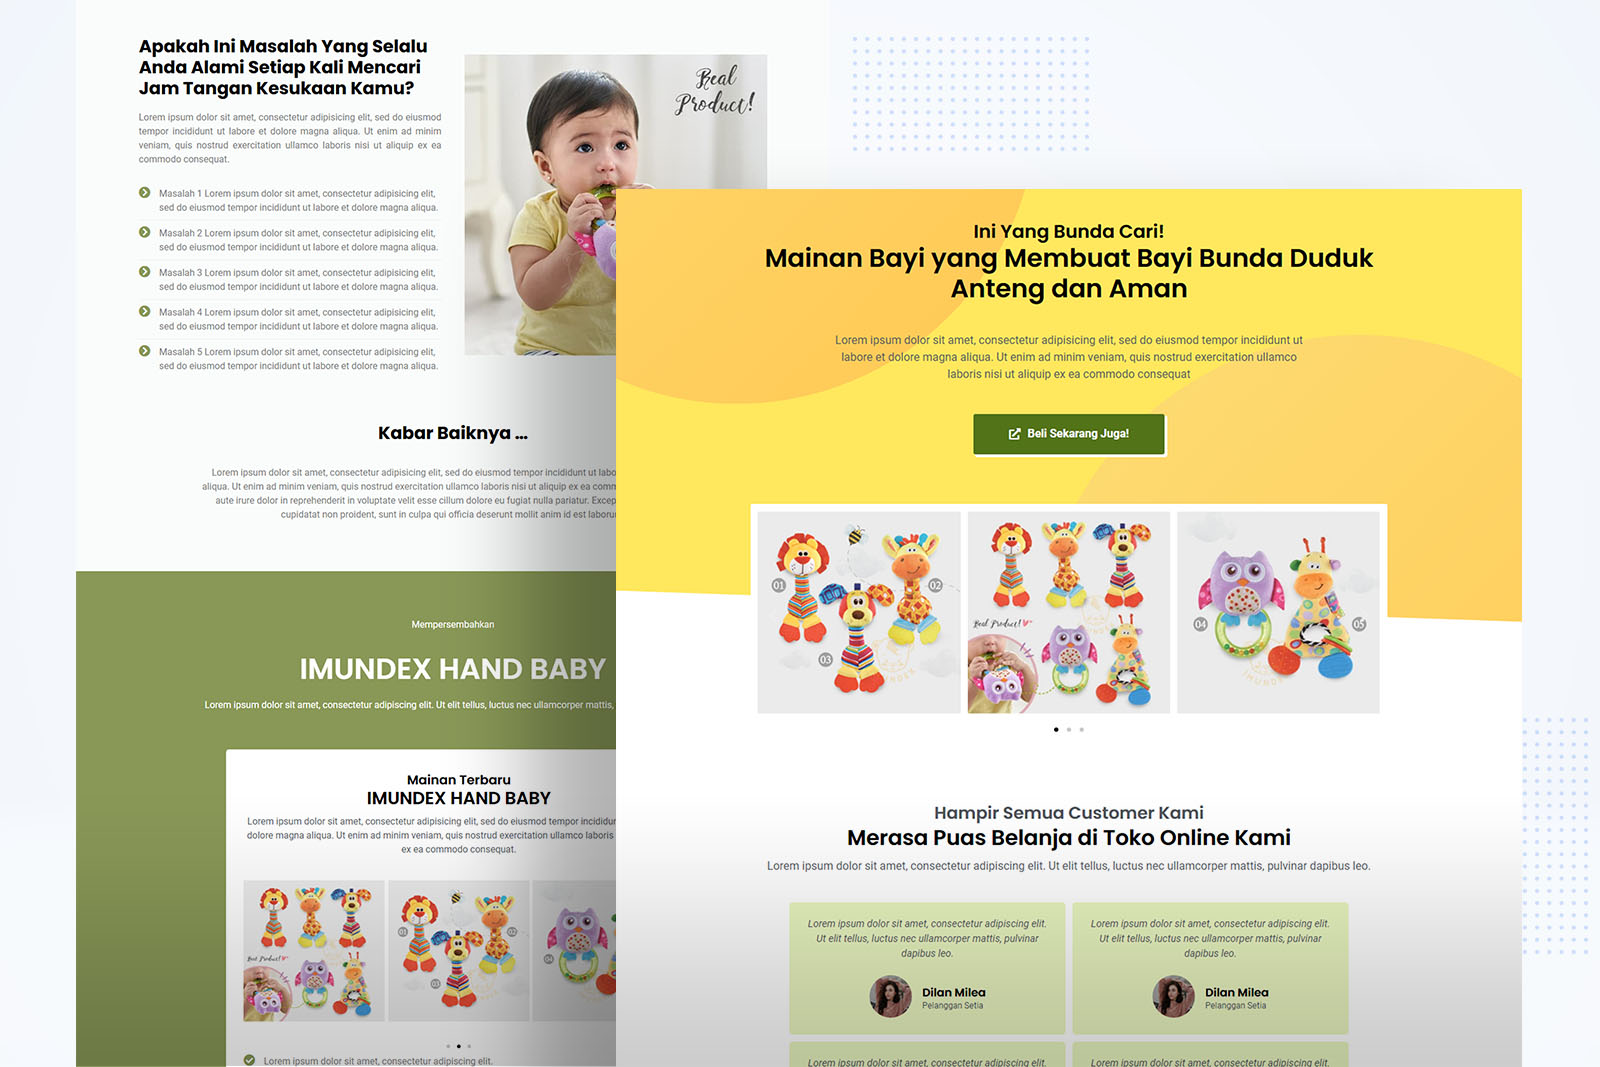 Apakah Ini Masalah Yang Selalu
Anda Alami Setiap Kali Mencari
Jam Tangan Kesukaan Kamu?
Lorem ipsum dolor sit amet, consectetur adipisicing elit, sed do eiusmod
tempor incididunt ut labore et dolore magna aliqua. Ut enim ad minim
veniam, quis nostrud exercitation ullamco laboris nisi ut aliquip ex ea
commodo consequat.
Masalah 1 Lorem ipsum dolor sit amet, consectetur adipisicing elit,
sed do eiusmod tempor incididunt ut labore et dolore magna aliqua.
Masalah 2 Lorem ipsum dolor sit amet, consectetur adipisicing elit,
sed do eiusmod tempor incididunt ut labore et dolore magna aliqua.
Masalah 3 Lorem ipsum dolor sit amet, consectetur adipisicing elit,
sed do eiusmod tempor incididunt ut labore et dolore magna aliqua.
Masalah 4 Lorem ipsum dolor sit amet, consectetur adipisicing elit,
sed do eiusmod tempor incididunt ut labore et dolore magna aliqua.
Masalah 5 Lorem ipsum dolor sit amet, consectetur adipisicing elit,
sed do eiusmod tempor incididunt ut labore et dolore magna aliqua.
Real
Product!
Kabar Baiknya ...
Lorem ipsum dolor sit amet, consectetur adipisicing elit, sed do eiusmod tempor incididunt ut
aliqua. Ut enim ad minim veniam, quis nostrud exercitation ullamco laboris nisi ut aliquip ex ea
aute irure dolor in reprehenderit in voluptate velit esse cillum dolore eu fugiat nulla pariatur.
cupidatat non proident, sunt in culpa qui officia deserunt mollit anim id est
Mempersembahkan
IMUNDEX HAND BABY
Lorem ipsum dolor sit amet, consectetur adipiscing elit. Ut elit tellus, luctus nec ullamcorper mattis,
Mainan Terbaru
IMUNDEX HAND BABY
Lorem ipsum dolor sit amet, consectetur adipiscing elit, sed do eiusmod tempor
dolore magna aliqua. Ut enim ad minim veniam, quis nostrud exercitation ullamco laboris
ex ea commodo consequat.
Real Product!
01
02
03
04
Lorem ipsum dolor sit amet, consectetur adipiscing elit.
Ini Yang Bunda Cari!
Mainan Bayi yang Membuat Bayi Bunda Duduk
Anteng dan Aman
Lorem ipsum dolor sit amet, consectetur adipiscing elit, sed do eiusmod tempor incididunt ut
labore et dolore magna aliqua. Ut enim ad minim veniam, quis nostrud exercitation ullamco
laboris nisi ut aliquip ex ea commodo consequat
Beli Sekarang Juga!
01
02
03
Real Product!
04
05
IMUNDEX
Hampir Semua Customer Kami
Merasa Puas Belanja di Toko Online Kami
Lorem ipsum dolor sit amet, consectetur adipiscing elit. Ut elit tellus, luctus nec ullamcorper mattis, pulvinar dapibus leo.
Lorem ipsum dolor sit amet, consectetur adipiscing elit.
Ut elit tellus, luctus nec ullamcorper mattis, pulvinar
dapibus leo.
Dilan Milea
Pelanggan Setia
Lorem ipsum dolor sit amet, consectetur adipiscing elit.
Ut elit tellus, luctus nec ullamcorper mattis, pulvinar
dapibus leo.
Dilan Milea
Pelanggan Setia
Lorem ipsum dolor sit amet, consectetur adipiscing elit.
Lorem ipsum dolor sit amet, consectetur adipiscing elit.